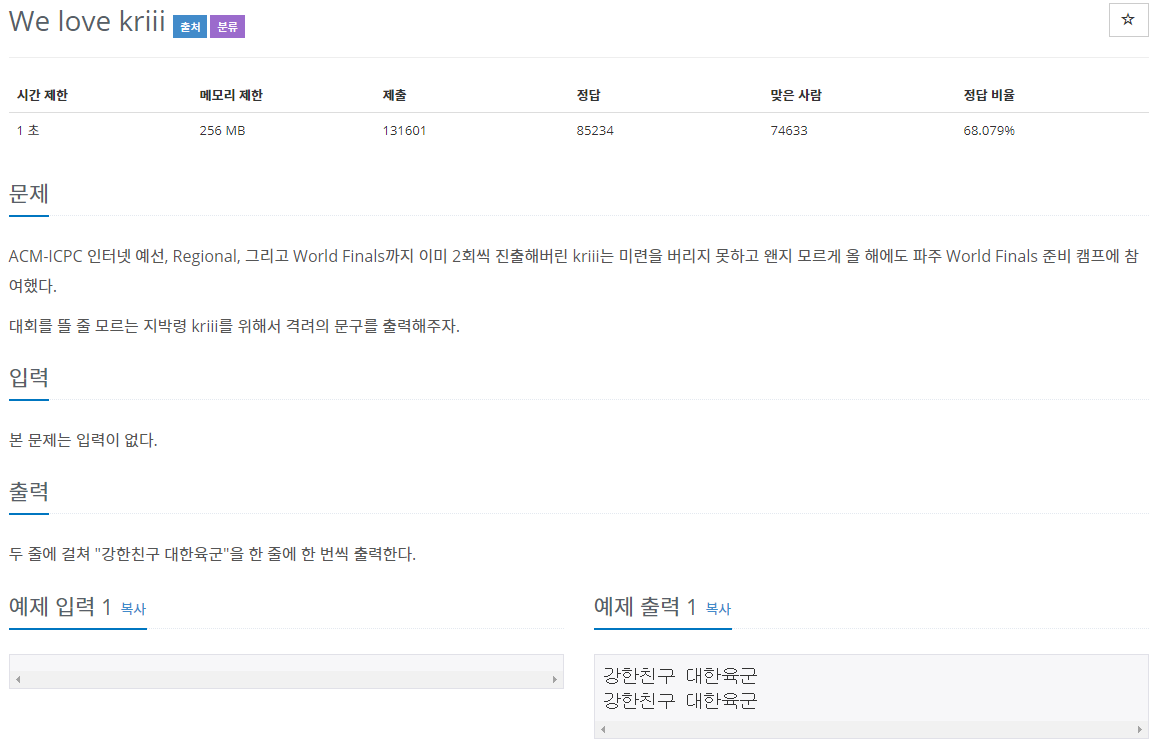 We love kriii 출처 분류
☆
시간 제한 메모리 제한 제출 정답 맞은 사람 정답 비율
1 초 256 MB 131601 85234 74633 68.079%
문제
ACM-ICPC 인터넷 예선, Regional, 그리고 World Finals까지 이미 2회씩 진출해버린 kriii는 미련을 버리지 못하고 왠지 모르게 올 해에도 파주 World Finals 준비 캠프에 참
여했다.
대회를 뜰 줄 모르는 지박령 kriii를 위해서 격려의 문구를 출력해주자.
입력
본 문제는 입력이 없다.
출력
두 줄에 걸쳐 "강한친구 대한육군"을 한 줄에 한 번씩 출력한다.
예제 입력 1 복사
예제 출력 1 복사
강한친구 대한육군
강한친구 대한육군